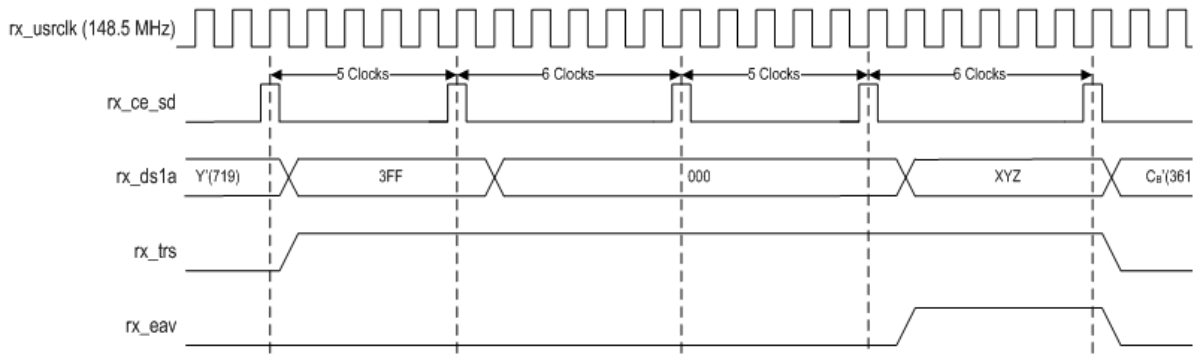 rx_usrclk (148.5 MHz)
5 Clocks 6 Clocks 5 Clocks 6 Clocks
rx_ce_sd
rx_ds1a Y'(719) 3FF 000 XYZ CB'(361
rx_trs
rx_eav